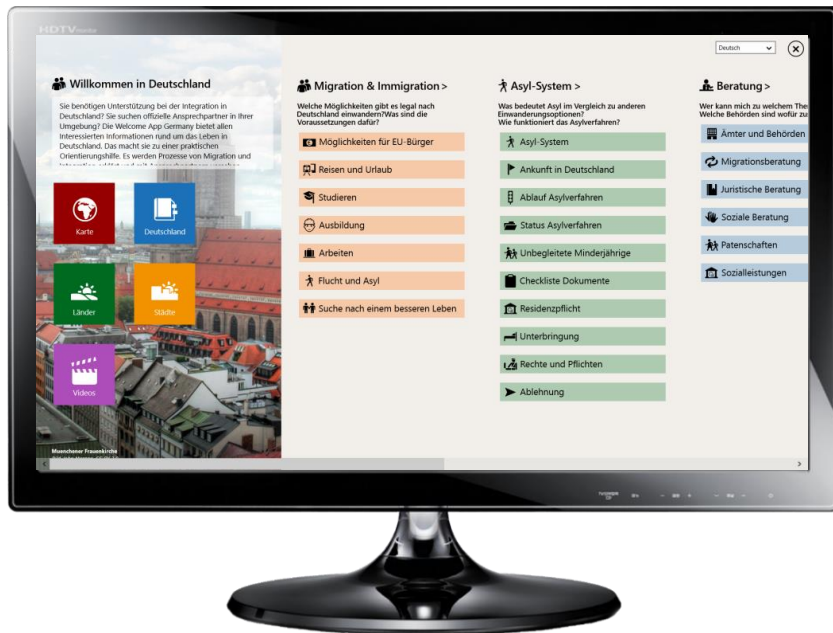 HDTV monitor
Deutsch
Willkommen in Deutschland
Sie benötigen Unterstützung bei der Integration in
Deutschland? Sie suchen offizielle AnsprechPartner in Ihrer
Umgebung? Die Welcome App Germany bietet allen
Interessierten Informationen rund um das Leben in
Deutschland. Das macht sie zu einer praktischen
Orientierungshilfe. Es werden Prozesse von Migration und
Karte
Deutschland
Länder
Städte
Videos
Muenchener Frauenkirche
Migration & Immigration >
Welche Möglichkeiten gibt es legal nach
Deutschland einwandern?Was sind die
Voraussetzungen dafür?
Möglichkeiten für EU-Bürger
Reisen und Urlaub
Studieren
Ausbildung
Arbeiten
Flucht und Asyl
Suche nach einem besseren Leben
Asyl-System >
Was bedeutet Asyl im Vergleich zu anderen
Einwanderungsoptionen?
Wie funktioniert das Asylverfahren?
Asyl-System
Ankunft in Deutschland
Ablauf Asylverfahren
Status Asylverfahren
Unbegleitete Minderjährige
Checkliste Dokumente
Residenzpflicht
Unterbringung
Rechte und Pflichten
Ablehnung
Beratung >
Wer kann mich zu welchem The
Welche Behörden sind wofür zu
Ämter und Behörden
Migrationsberatung
Juristische Beratung
Soziale Beratung
Patenschaften
Sozialleistungen